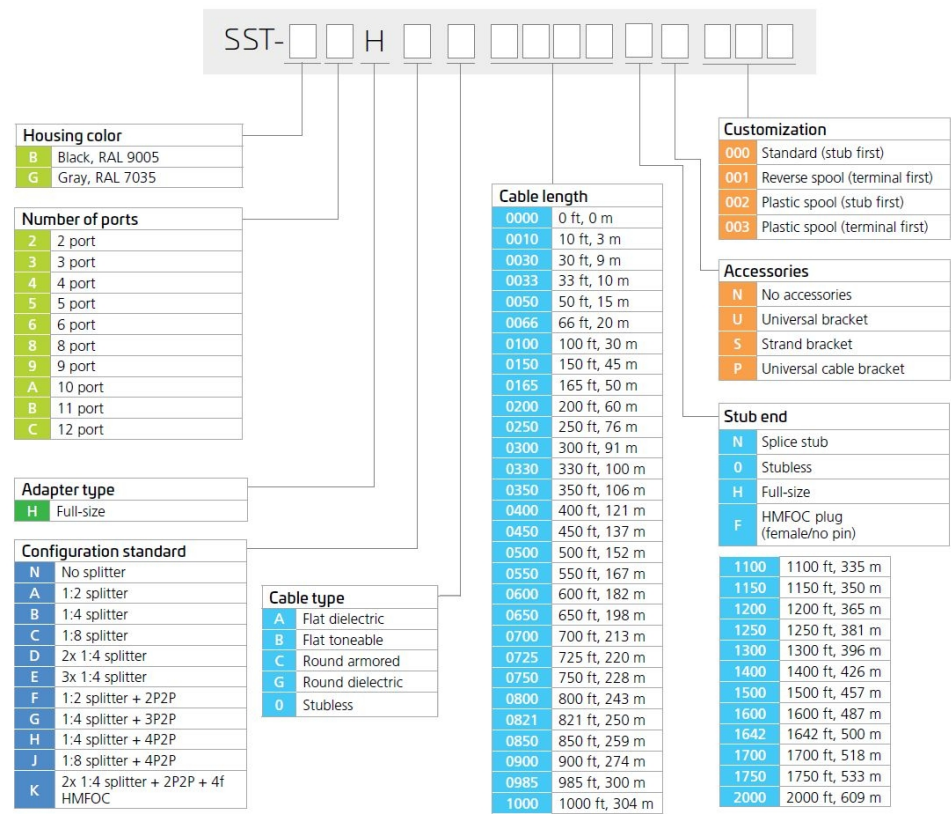 SST- H
Housing color
B Black, RAL 9005
G Gray, RAL 7035
Number of ports
2 2 port
3 3 port
4 4 port
5 5 port
6 6 port
8 8 port
9 9 port
A 10 port
B 11 port
C 12 port
Adapter type
H Full-size
Configuration standard
N No splitter
A 1:2 splitter
B 1:4 splitter
C 1:8 splitter
D 2x 1:4 splitter
E 3x 1:4 splitter
F 1:2 splitter + 2P2P
G 1:4 splitter + 3P2P
H 1:4 splitter + 4P2P
J 1:8 splitter + 4P2P
K 2x 1:4 splitter + 2P2P + 4f
HMFOC
Cable type
A Flat dielectric
B Flat toneable
C Round armored
G Round dielectric
0 Stubless
Cable length
0000 0 ft, 0 m
0010 10 ft, 3 m
0030 30 ft, 9 m
0033 33 ft, 10 m
0050 50 ft, 15 m
0066 66 ft, 20 m
0100 100 ft, 30 m
0150 150 ft, 45 m
0165 165 ft, 50 m
0200 200 ft, 60 m
0250 250 ft, 76 m
0300 300 ft, 91 m
0330 330 ft, 100 m
0350 350 ft, 106 m
0400 400 ft, 121 m
0450 450 ft, 137 m
0500 500 ft, 152 m
0550 550 ft, 167 m
0600 600 ft, 182 m
0650 650 ft, 198 m
0700 700 ft, 213 m
0725 725 ft, 220 m
0750 750 ft, 228 m
0800 800 ft, 243 m
0821 821 ft, 250 m
0850 850 ft, 259 m
0900 900 ft, 274 m
0985 985 ft, 300 m
1000 1000 ft, 304 m
Customization
000 Standard (stub first)
001 Reverse spool (terminal first)
002 Plastic spool (stub first)
003 Plastic spool (terminal first)
Accessories
N No accessories
U Universal bracket
S Strand bracket
P Universal cable bracket
Stub end
N Splice stub
0 Stubless
H Full-size
F HMFOC plug
(female/no pin)
1100 1100 ft, 335 m
1150 1150 ft, 350 m
1200 1200 ft, 365 m
1250 1250 ft, 381 m
1300 1300 ft, 396 m
1400 1400 ft, 426 m
1500 1500 ft, 457 m
1600 1600 ft, 487 m
1642 1642 ft, 500 m
1700 1700 ft, 518 m
1750 1750 ft, 533 m
2000 2000 ft, 609 m